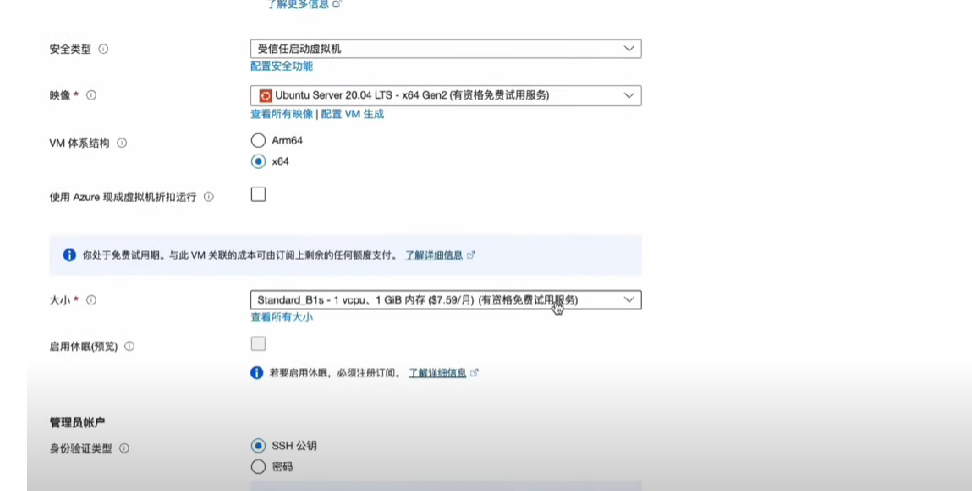 了解更多信息
安全类型
受信任启动虚拟机
配置安全功能
映像 *
Ubuntu Server 20.04 LTS - x64 Gen2 (有资格免费试用服务)
查看所有映像 | 配置 VM 生成
VM 体系结构
Arm64
x64
使用 Azure 现成虚拟机折扣运行
你处于免费试用期。与此 VM 关联的成本可由订阅上剩余的任何额度支付。 了解详细信息
大小 *
Standard_B1s - 1 vcpu、1 GiB 内存 ($7.59/月) (有资格免费试用服务)
查看所有大小
启用休眠(预览)
若要启用休眠，必须注册订阅。 了解详细信息
管理员帐户
身份验证类型
SSH 公钥
密码